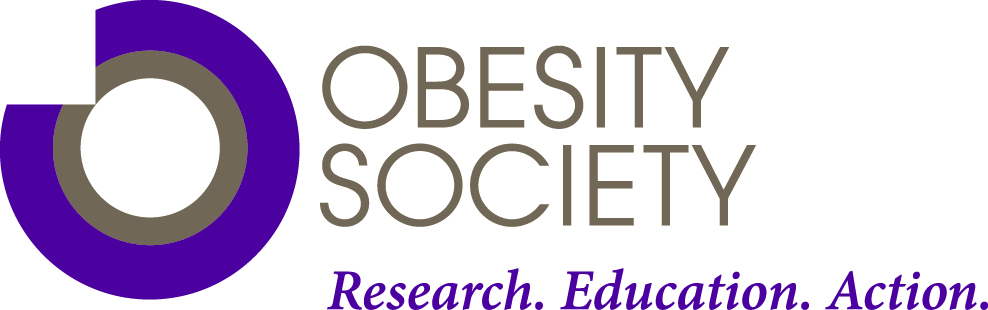 OBESITY
SOCIETY
Research. Education. Action.